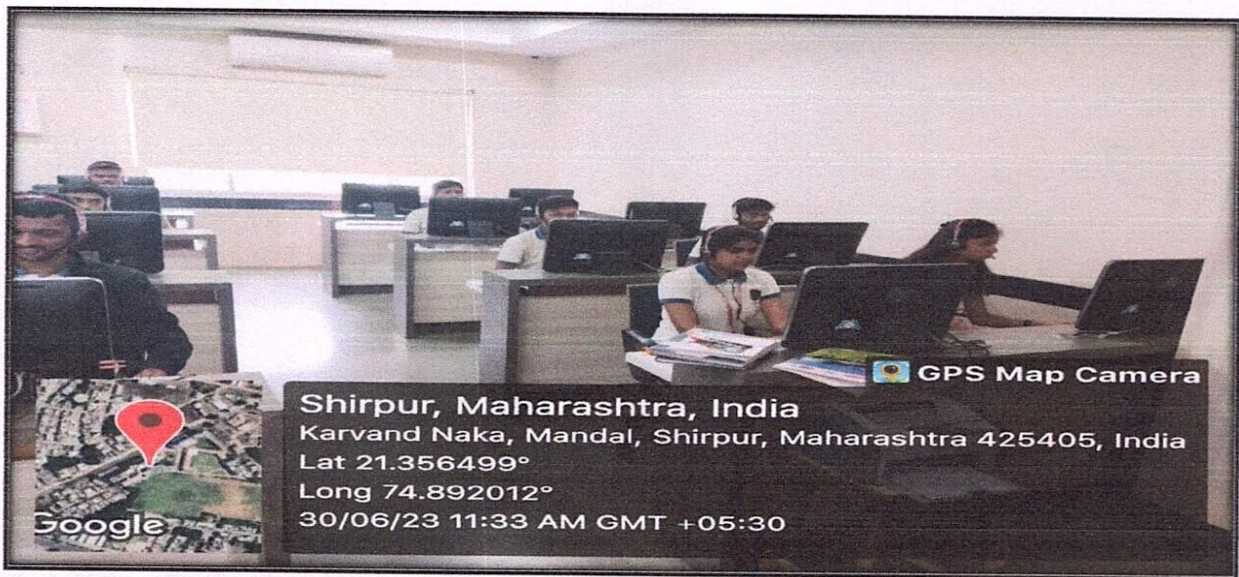 GPS Map Camera
Shirpur, Maharashtra, India
Karvand Naka, Mandal, Shirpur, Maharashtra 425405, India
Lat 21.356499°
Long 74.892012°
30/06/23 11:33 AM GMT +05:30
Google